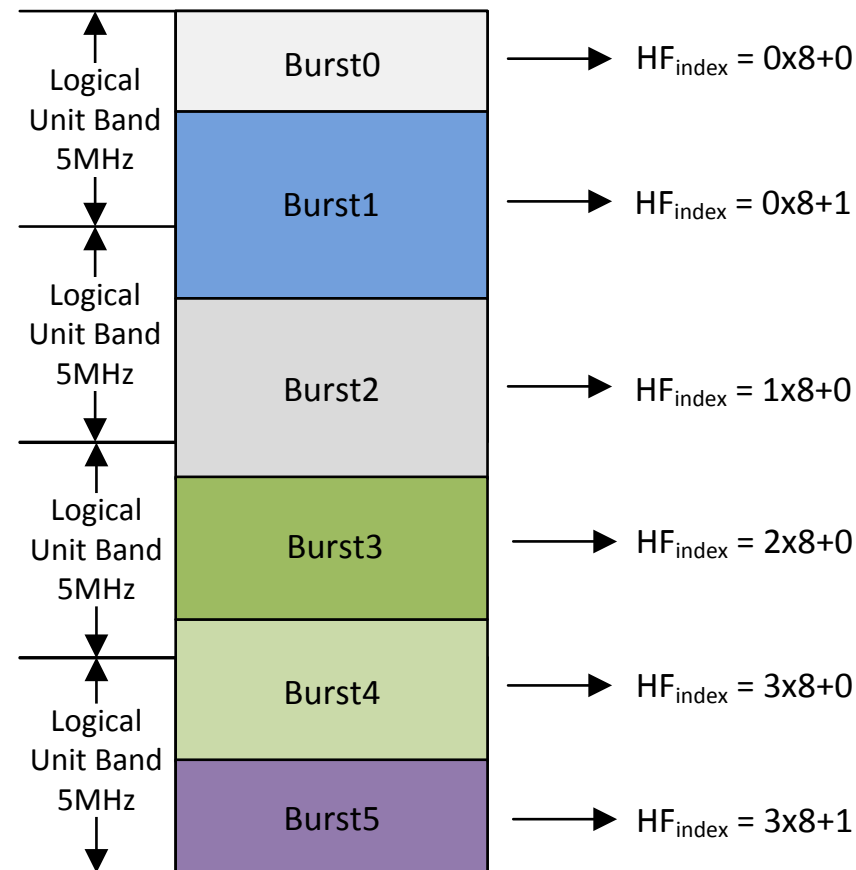 Logical
Unit Band
5MHz
Burst0
HFindex = 0x8+0
Burst1
HFindex = 0x8+1
Logical
Unit Band
5MHz
Burst2
HFindex = 1x8+0
Logical
Unit Band
5MHz
Burst3
HFindex = 2x8+0
Logical
Unit Band
5MHz
Burst4
HFindex = 3x8+0
Burst5
HFindex = 3x8+1